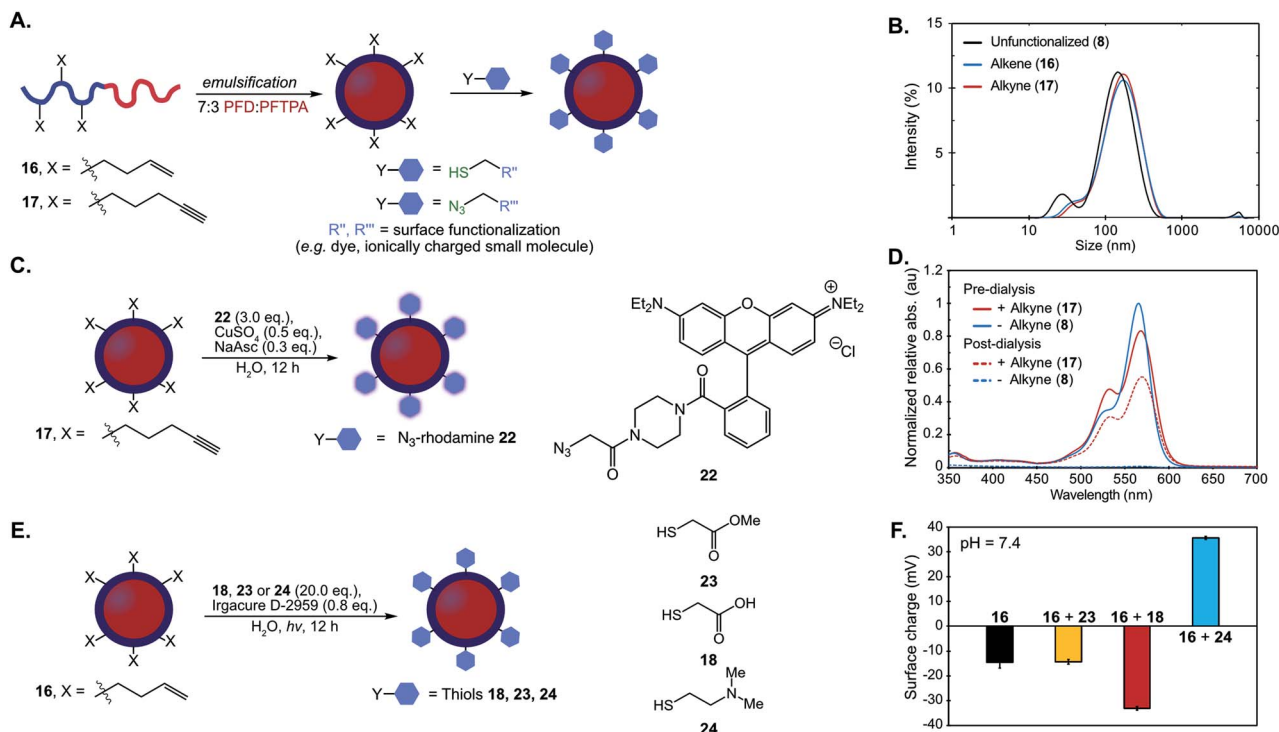 A.
X
X
X
X
emulsification
7:3 PFD:PFTPA
X
X
X
X
X
X
Y
16, X =
17, X =
Y = HS R''
Y = N3 R'''
R'', R''' = surface functionalization
(e.g. dye, ionically charged small molecule)
B.
15
10
5
Intensity (%)
Unfunctionalized (8)
Alkene (16)
Alkyne (17)
1
10
100
1000
10000
Size (nm)
C.
X
X
X
X
X
X
22 (3.0 eq.),
CuSO4 (0.5 eq.),
NaAsc (0.3 eq.)
H2O, 12 h
17, X =
Y = N3-rhodamine 22
Et2N
O
+
NEt2
−Cl
O
N
N
N3
O
22
D.
1.2
1
0.8
0.6
0.4
0.2
0
Normalized relative abs. (au)
Pre-dialysis
+ Alkyne (17)
- Alkyne (8)
Post-dialysis
+ Alkyne (17)
- Alkyne (8)
350
400
450
500
550
600
650
700
Wavelength (nm)
E.
X
X
X
X
X
X
18, 23 or 24 (20.0 eq.),
Irgacure D-2959 (0.8 eq.)
H2O, hv, 12 h
16, X =
Y = Thiols 18, 23, 24
HS
OMe
O
23
HS
OH
O
18
HS
N
Me
Me
24
F.
40
30
20
10
0
-10
-20
-30
-40
Surface charge (mV)
pH = 7.4
16
16 + 23
16 + 18
16 + 24